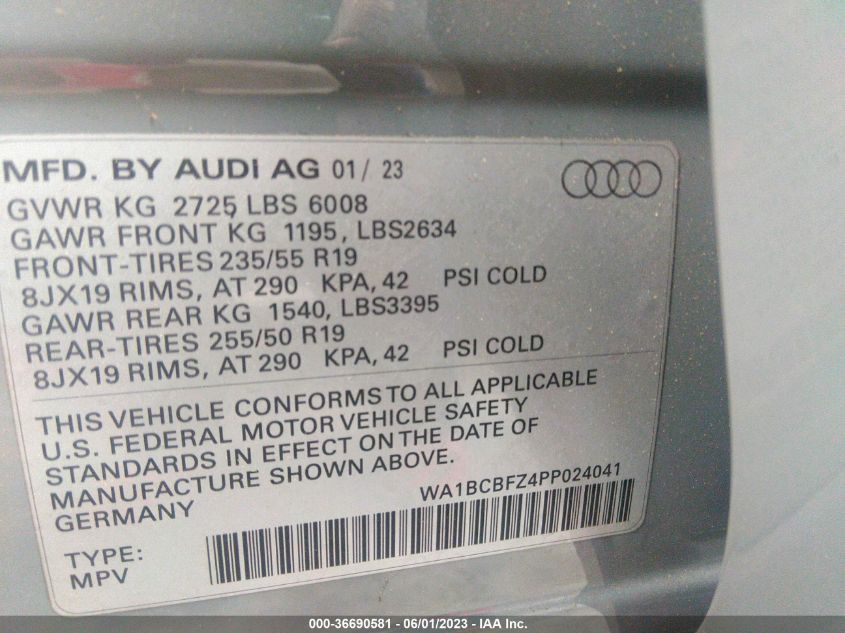 MFD. BY AUDI AG 01/ 23
GVWR KG 2725 LBS 6008
GAWR FRONT KG 1195, LBS2634
FRONT-TIRES 235/55 R19
8JX19 RIMS, AT 290 KPA, 42 PSI COLD
GAWR REAR KG 1540, LBS3395
REAR-TIRES 255/50 R19
8JX19 RIMS, AT 290 KPA, 42 PSI COLD
THIS VEHICLE CONFORMS TO ALL APPLICABLE
U.S. FEDERAL MOTOR VEHICLE SAFETY
STANDARDS IN EFFECT ON THE DATE OF
MANUFACTURE SHOWN ABOVE.
GERMANY
WA1BCBFZ4PP024041
TYPE:
MPV
000-36690581 - 06/01/2023 - IAA Inc.